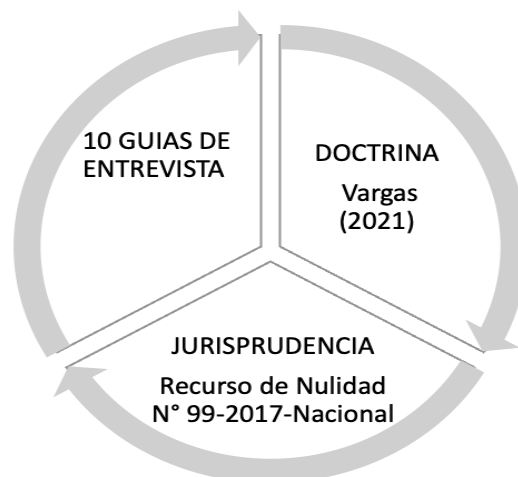 10 GUIAS DE
ENTREVISTA
DOCTRINA
Vargas
(2021)
JURISPRUDENCIA
Recurso de Nulidad
N° 99-2017-Nacional